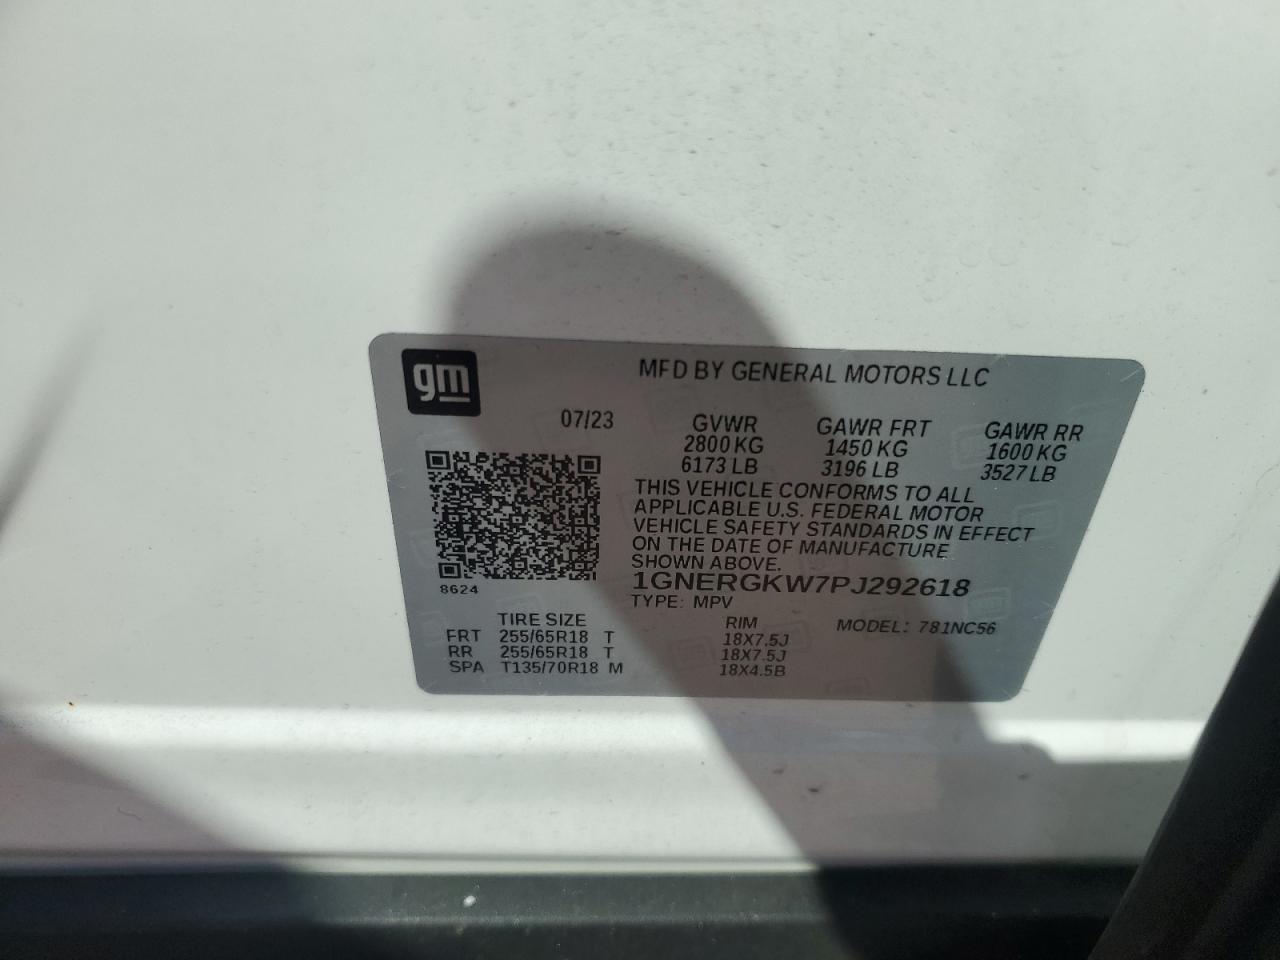 gm
MFD BY GENERAL MOTORS LLC
07/23 GVWR GAWR FRT GAWR RR
2800 KG 1450 KG 1600 KG
6173 LB 3196 LB 3527 LB
THIS VEHICLE CONFORMS TO ALL
APPLICABLE U.S. FEDERAL MOTOR
VEHICLE SAFETY STANDARDS IN EFFECT
ON THE DATE OF MANUFACTURE
SHOWN ABOVE.
1GNERGKW7PJ292618
8624
TYPE: MPV MODEL: 781NC56
TIRE SIZE RIM
FRT 255/65R18 T 18X7.5J
RR 255/65R18 T 18X7.5J
SPA T135/70R18 M 18X4.5B